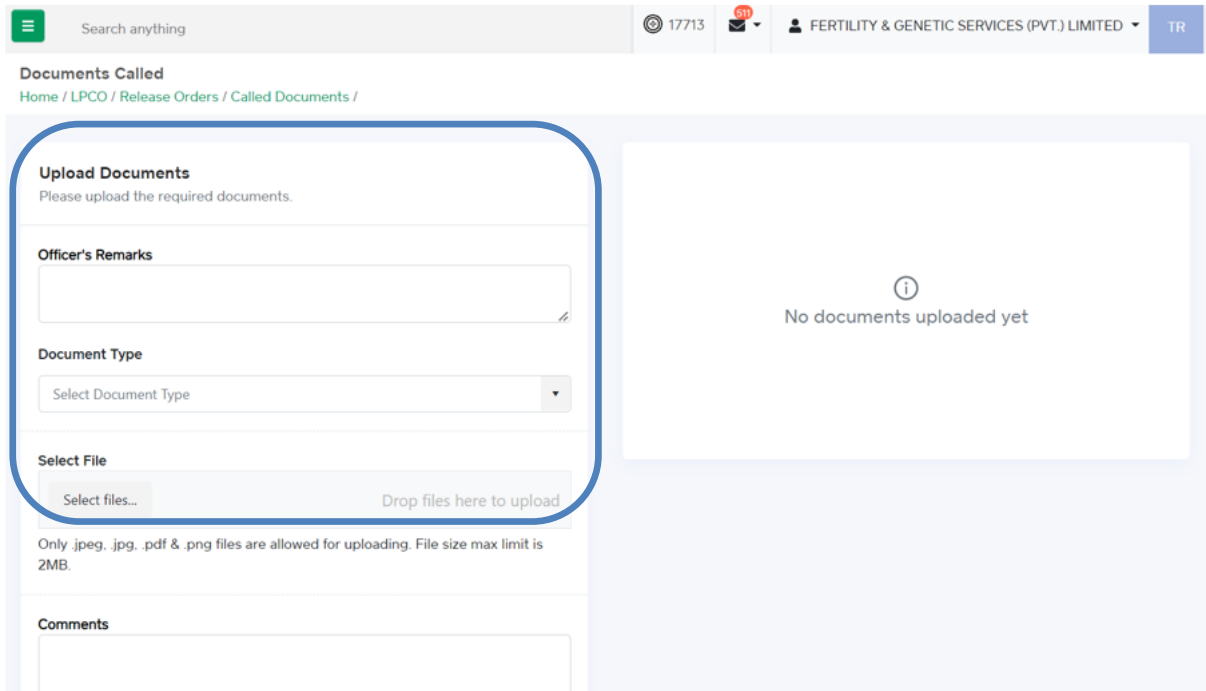 Search anything
17713
511
FERTILITY & GENETIC SERVICES (PVT.) LIMITED
TR
Documents Called
Home / LPCO / Release Orders / Called Documents /
Upload Documents
Please upload the required documents.
Officer's Remarks
Document Type
Select Document Type
Select File
Select files...
Drop files here to upload
Only .jpeg, .jpg, .pdf & .png files are allowed for uploading. File size max limit is
2MB.
Comments
No documents uploaded yet